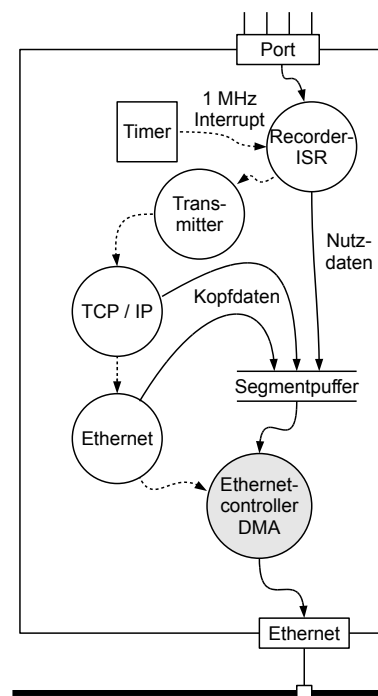 Port
1 MHz
Interrupt
Timer
Recorder-
ISR
Trans-
mitter
Nutz-
daten
TCP / IP
Kopfdaten
Segmentpuffer
Ethernet
Ethernet-
controller
DMA
Ethernet